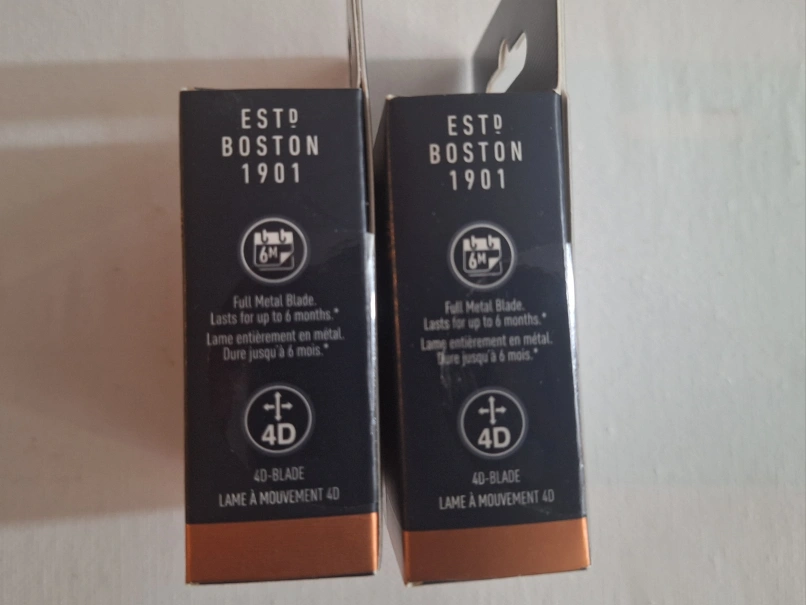 ESTD
BOSTON
1901
6M
Full Metal Blade.
Lasts for up to 6 months.*
Lame entièrement en métal.
Dure jusqu'à 6 mois.*
4D
4D-BLADE
LAME À MOUVEMENT 4D
ESTD
BOSTON
1901
6M
Full Metal Blade.
Lasts for up to 6 months.*
Lame entièrement en métal.
Dure jusqu'à 6 mois.*
4D
4D-BLADE
LAME À MOUVEMENT 4D